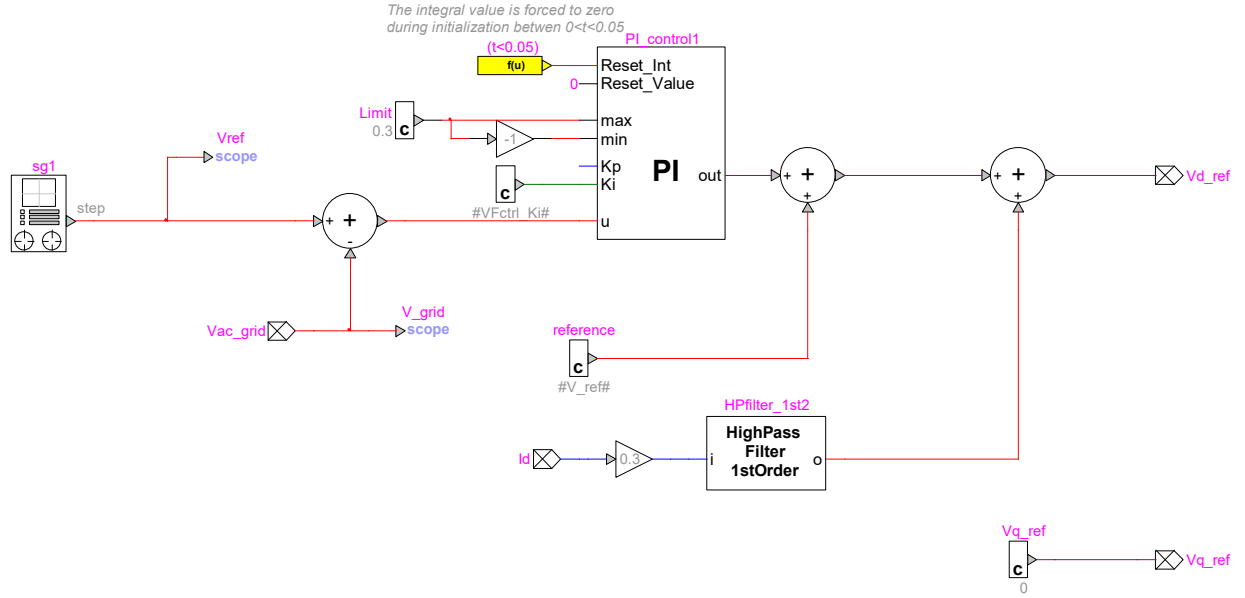 The integral value is forced to zero
during initialization betwen 0<t<0.05
(t<0.05)
f(u)
PI_control1
Reset_Int
0
Reset_Value
Limit
0.3
c
max
-1
min
Kp
c
Ki
#VFctrl_Ki#
PI
out
u
Vref
scope
sg1
step
+
+
-
Vac_grid
V_grid
scope
+
+
+
+
+
+
Vd_ref
reference
c
#V_ref#
HPfilter_1st2
HighPass
Filter
1stOrder
Id
0.3
i
o
Vq_ref
c
0
Vq_ref